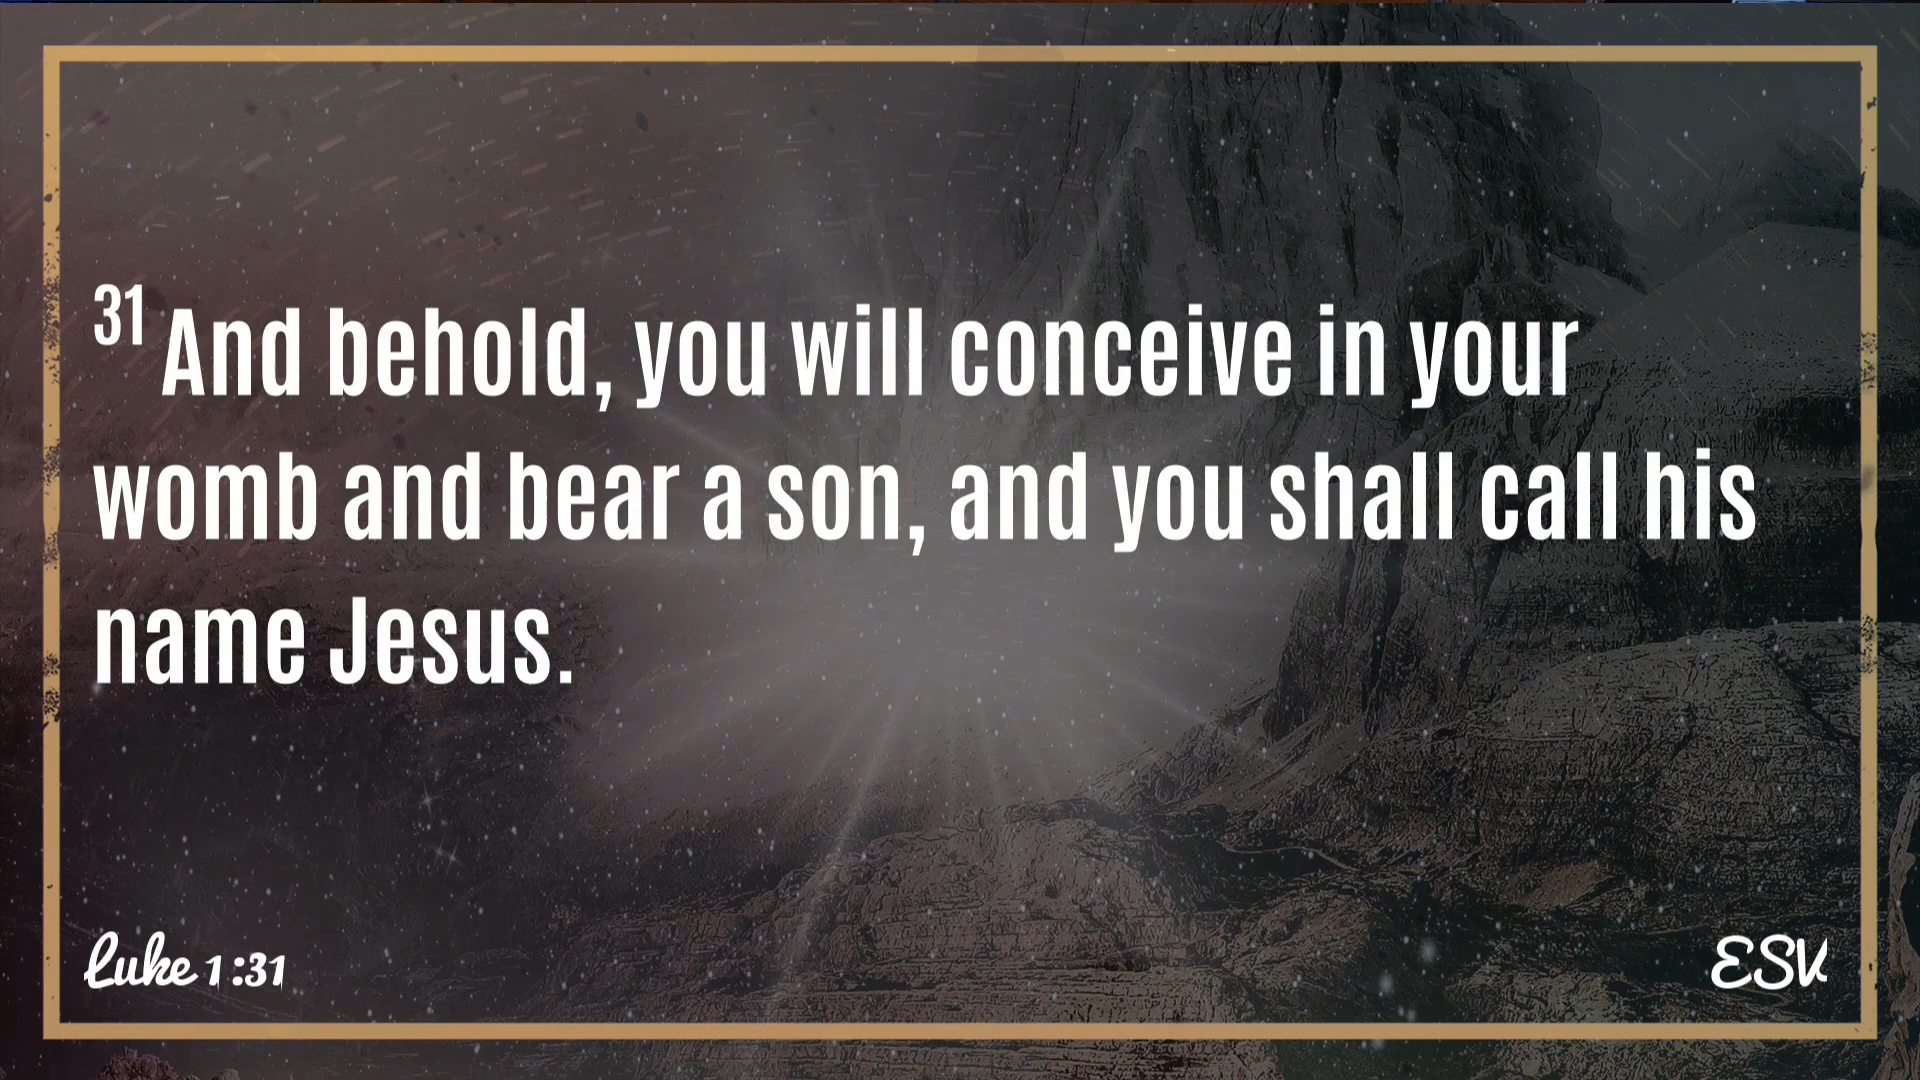 31 And behold, you will conceive in your
womb and bear a son, and you shall call his
name Jesus.
Luke 1:31
ESV